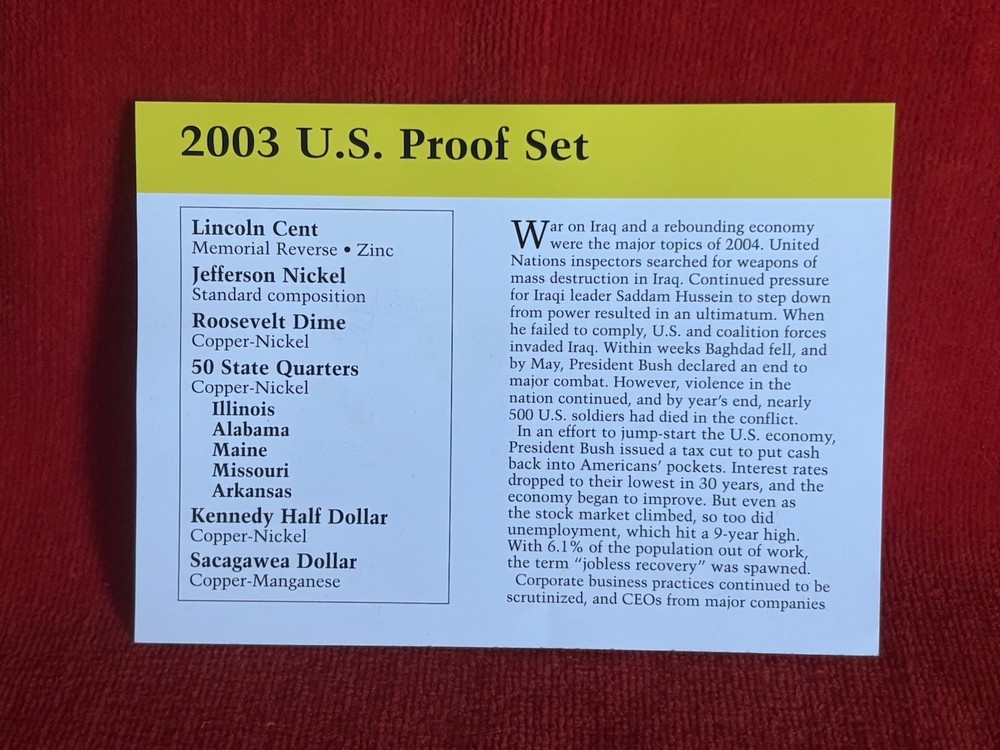 2003 U.S. Proof Set
Lincoln Cent
Memorial Reverse • Zinc
Jefferson Nickel
Standard composition
Roosevelt Dime
Copper-Nickel
50 State Quarters
Copper-Nickel
Illinois
Alabama
Maine
Missouri
Arkansas
Kennedy Half Dollar
Copper-Nickel
Sacagawea Dollar
Copper-Manganese
War on Iraq and a rebounding economy
were the major topics of 2004. United
Nations inspectors searched for weapons of
mass destruction in Iraq. Continued pressure
for Iraqi leader Saddam Hussein to step down
from power resulted in an ultimatum. When
he failed to comply, U.S. and coalition forces
invaded Iraq. Within weeks Baghdad fell, and
by May, President Bush declared an end to
major combat. However, violence in the
nation continued, and by year's end, nearly
500 U.S. soldiers had died in the conflict.
In an effort to jump-start the U.S. economy,
President Bush issued a tax cut to put cash
back into Americans' pockets. Interest rates
dropped to their lowest in 30 years, and the
economy began to improve. But even as
the stock market climbed, so too did
unemployment, which hit a 9-year high.
With 6.1% of the population out of work,
the term "jobless recovery" was spawned.
Corporate business practices continued to be
scrutinized, and CEOs from major companies